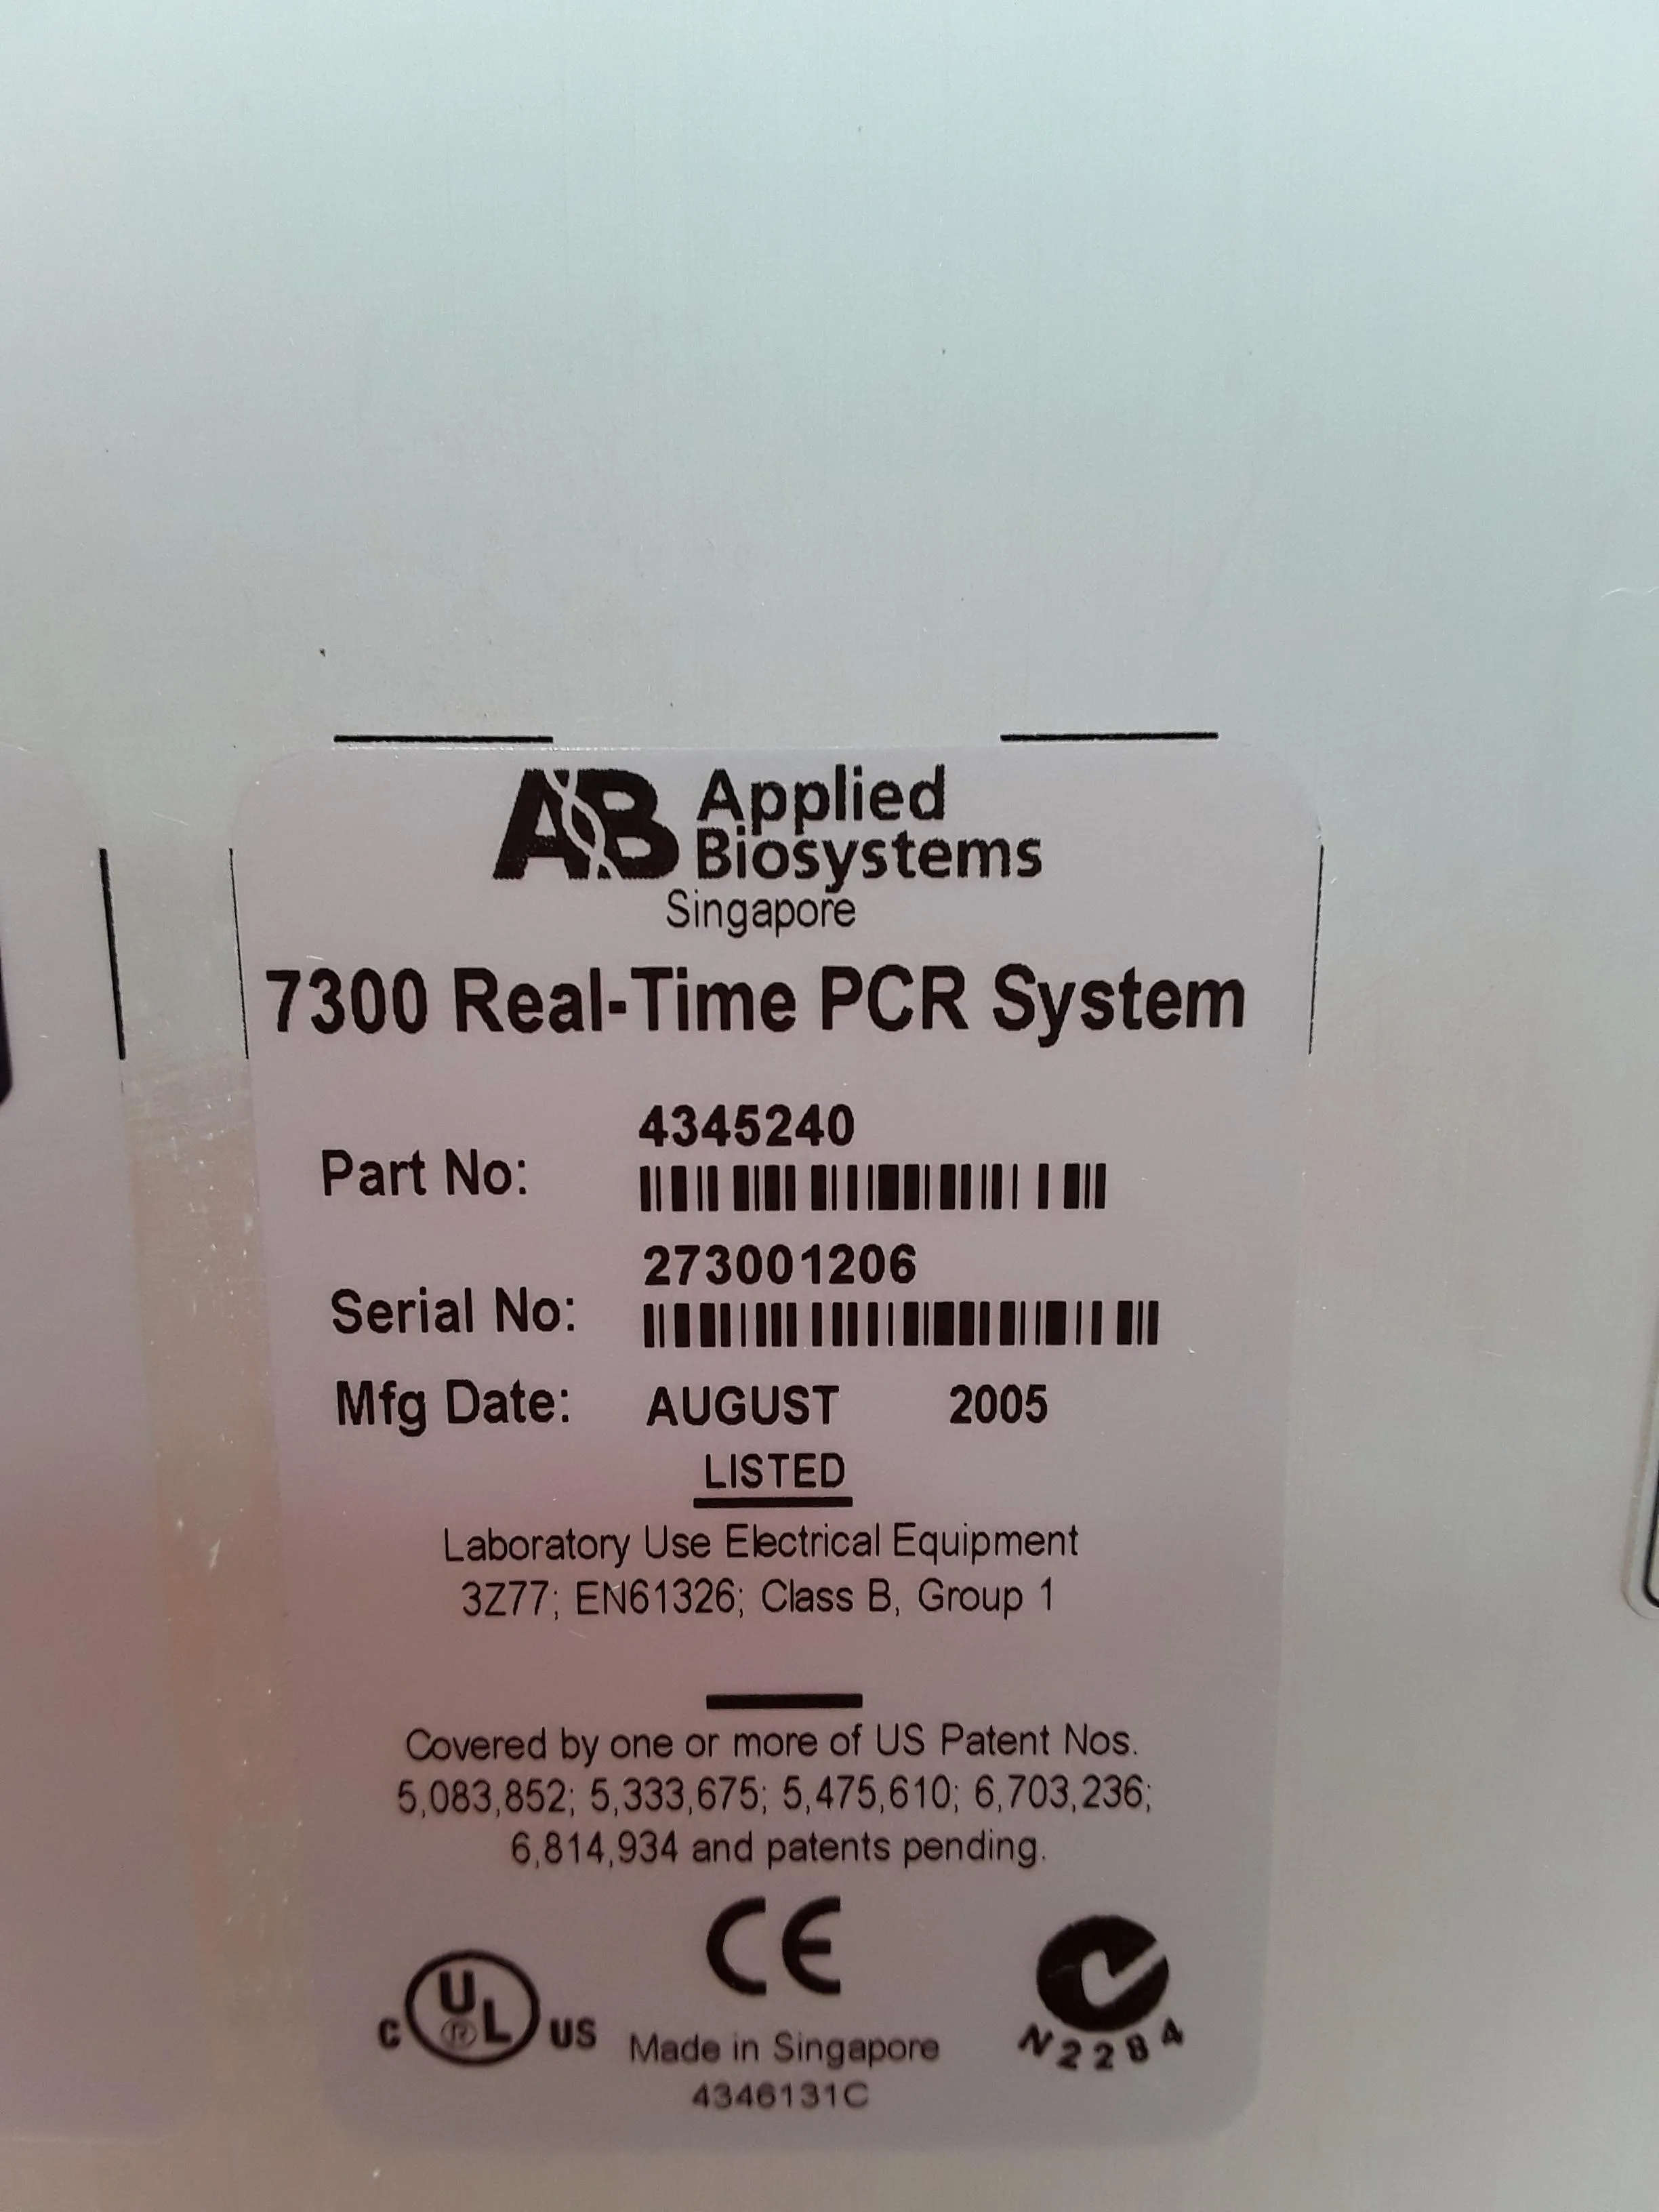 AB Applied
Biosystems
Singapore
7300 Real-Time PCR System
4345240
Part No:
273001206
Serial No:
Mfg Date: AUGUST 2005
LISTED
Laboratory Use Electrical Equipment
3Z77; EN61326; Class B, Group 1
Covered by one or more of US Patent Nos.
5,083,852; 5,333,675; 5,475,610; 6,703,236;
6,814,934 and patents pending.
CE
C UL ® US
Made in Singapore
N2284
4346131C